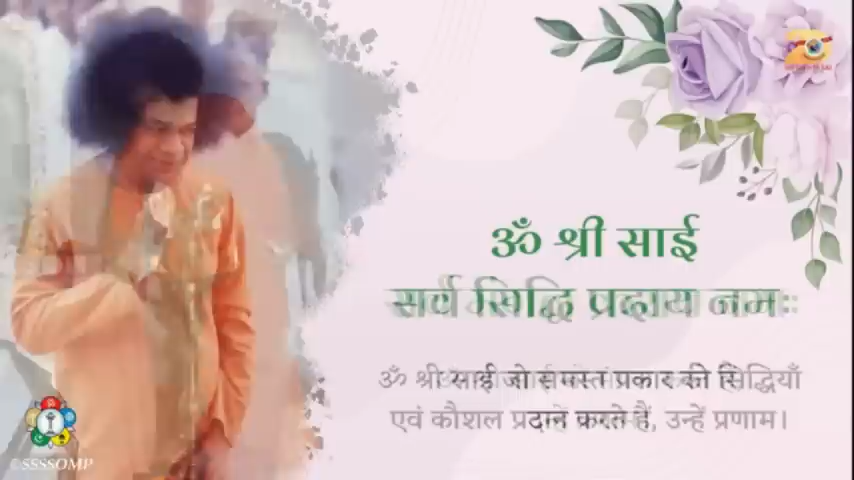 ॐ श्री साई
सर्व सिद्धि प्रदाय नमः
ॐ श्री साई जो समस्त प्रकार की सिद्धियाँ
एवं कौशल प्रदान करते हैं, उन्हें प्रणाम।
©SSSSOMP